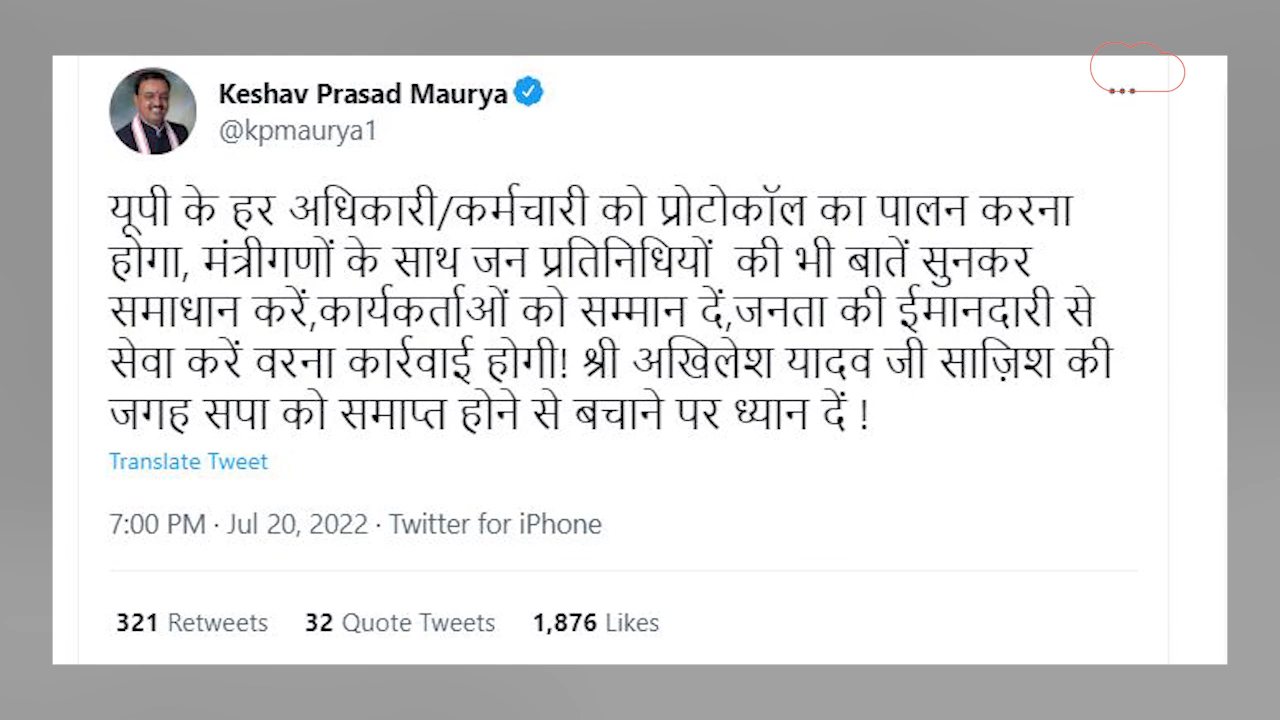 Keshav Prasad Maurya
@kpmaurya1
यूपी के हर अधिकारी/कर्मचारी को प्रोटोकॉल का पालन करना
होगा, मंत्रीगणों के साथ जन प्रतिनिधियों  की भी बातें सुनकर
समाधान करें,कार्यकर्ताओं को सम्मान दें,जनता की ईमानदारी से
सेवा करें वरना कार्रवाई होगी! श्री अखिलेश यादव जी साज़िश की
जगह सपा को समाप्त होने से बचाने पर ध्यान दें !
Translate Tweet
7:00 PM · Jul 20, 2022 · Twitter for iPhone
321 Retweets 32 Quote Tweets 1,876 Likes